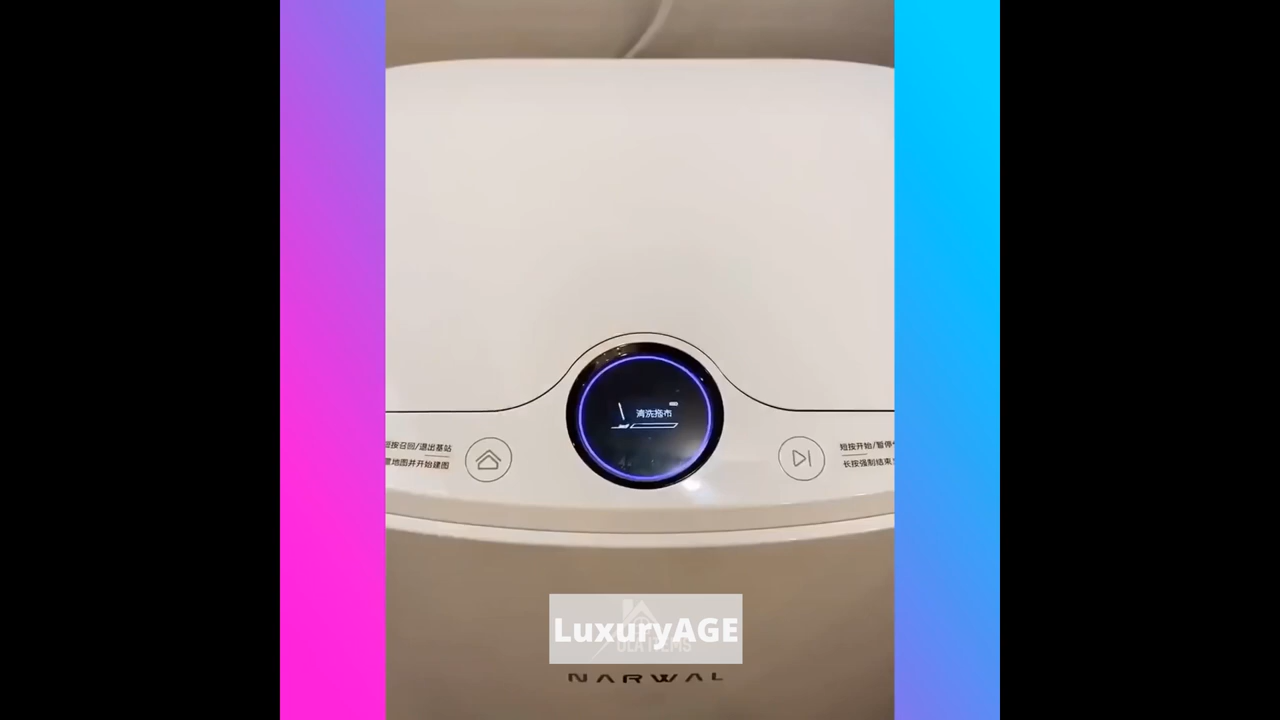 清洗拖布
按召回/退出基站
短按开始/暂停
建地图并开始建图
长按强制结束
LuxuryAGE
NARWAL